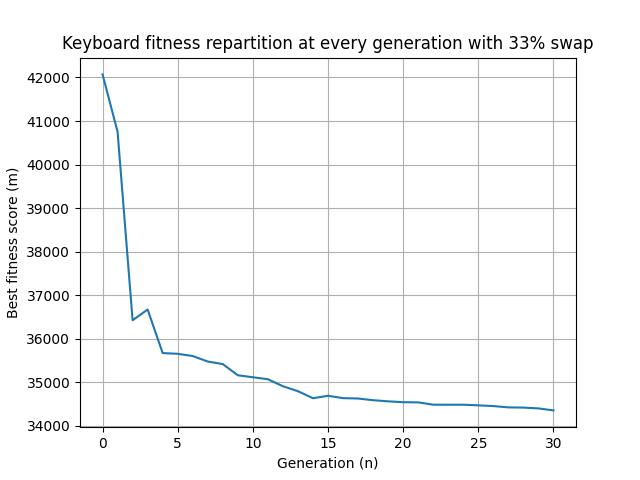 Keyboard fitness repartition at every generation with 33% swap
42000
41000
40000
39000
38000
37000
36000
35000
34000
Best fitness score (m)
0 5 10 15 20 25 30
Generation (n)